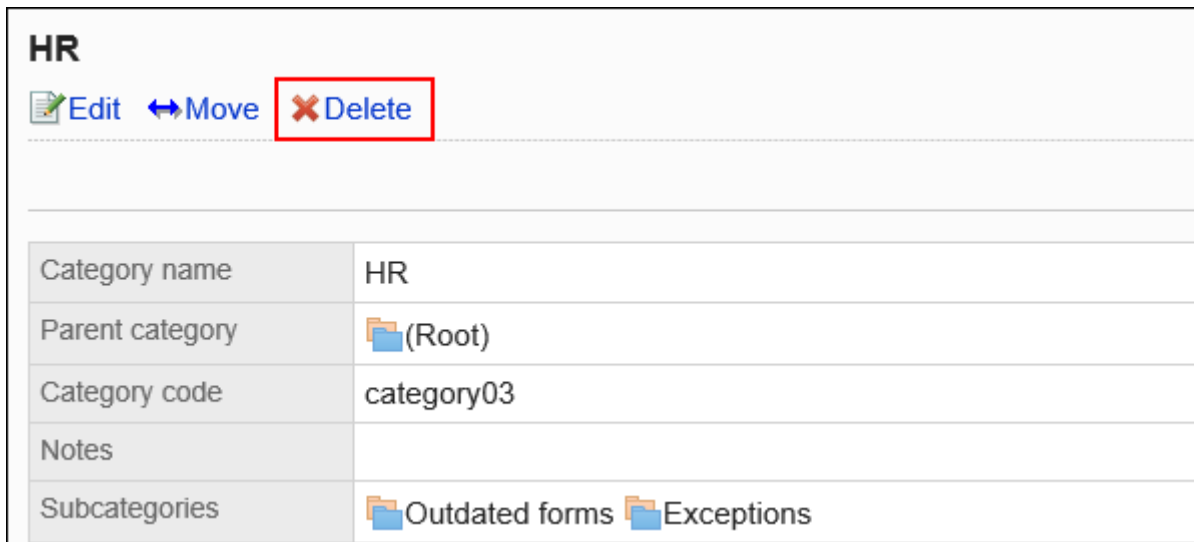 HR
Edit Move Delete
Category name HR
Parent category (Root)
Category code category03
Notes
Subcategories Outdated forms Exceptions